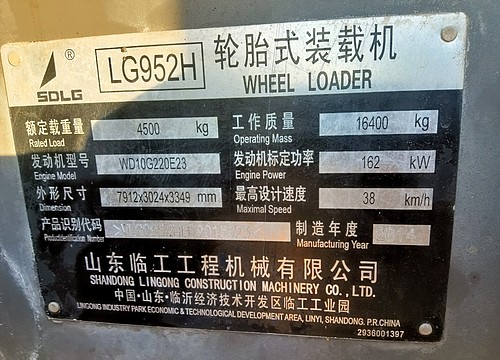 SDLG ® LG952H 轮胎式装载机
WHEEL LOADER
额定载重量 4500 kg 工作质量 16400 kg
Rated Load Operating Mass
发动机型号 WD10G220E23 发动机标定功率 162 kW
Engine Model Engine Power
外形尺寸 7912x3024x3349 mm 最高设计速度 38 km/h
Dimension Maximal Speed
产品识别代码 制造年度
Productidentification Number Manufacturing Year
山东临工工程机械有限公司
SHANDONG LINGONG CONSTRUCTION MACHINERY CO., LTD.
中国·山东·临沂经济技术开发区临工工业园
LINGONG INDUSTRY PARK ECONOMIC & TECHNOLOGICAL DEVELOPMENT AREA, LINYI, SHANDONG. P.R.CHINA
2936001397